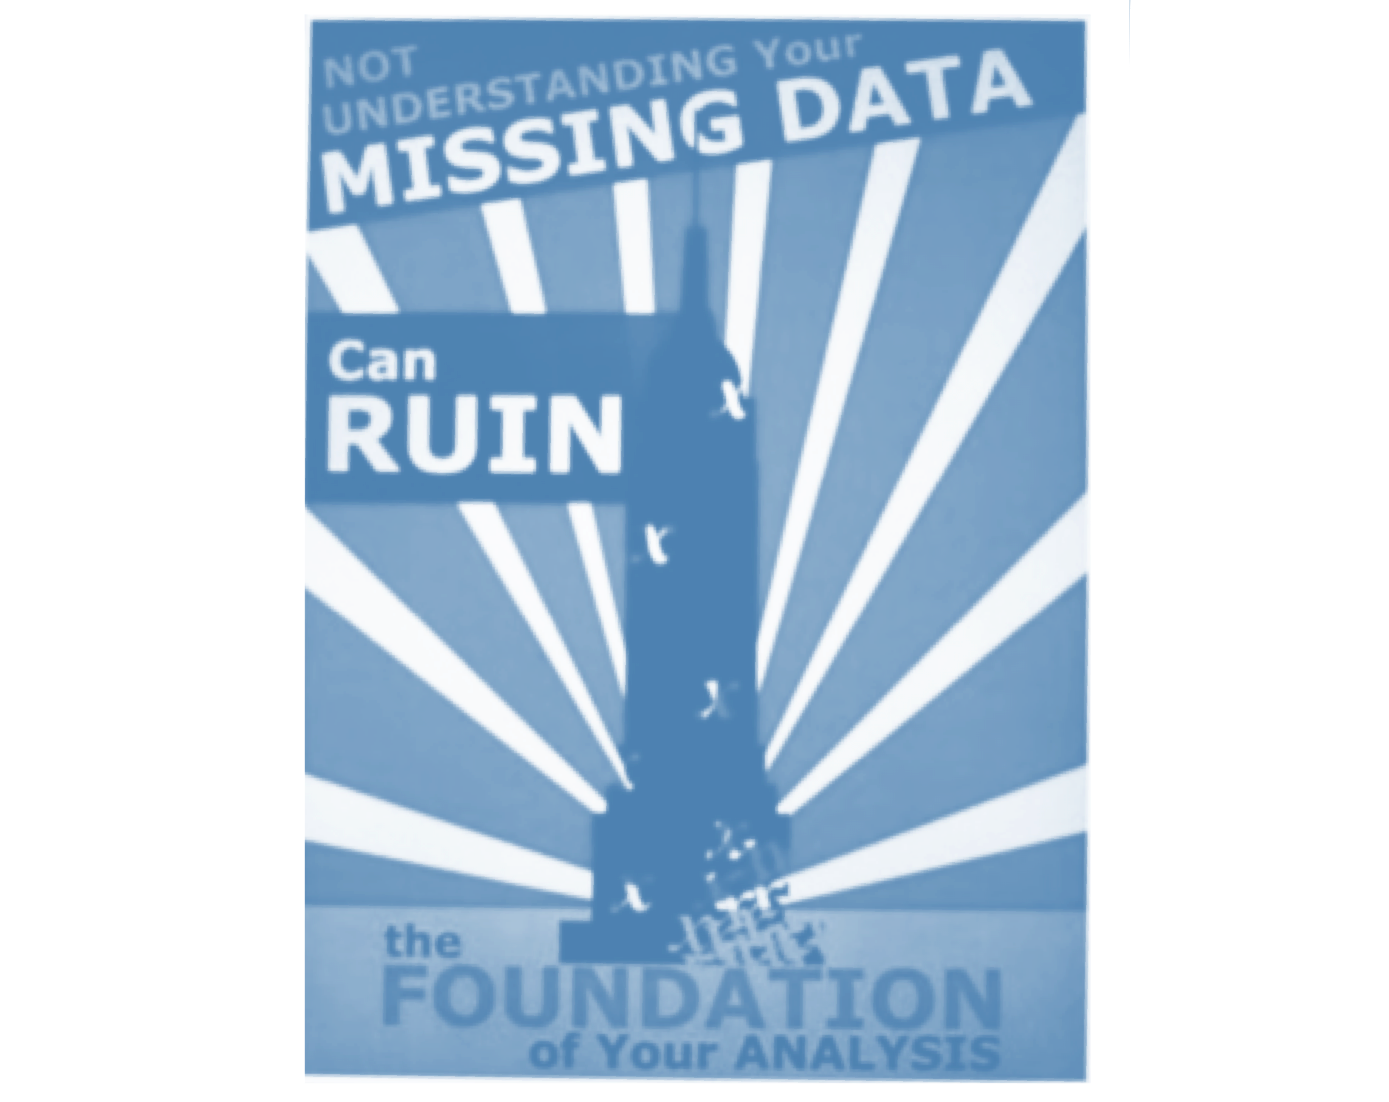 NOT
UNDERSTANDING Your
MISSING DATA
Can
RUIN
the
FOUNDATION
of Your ANALYSIS